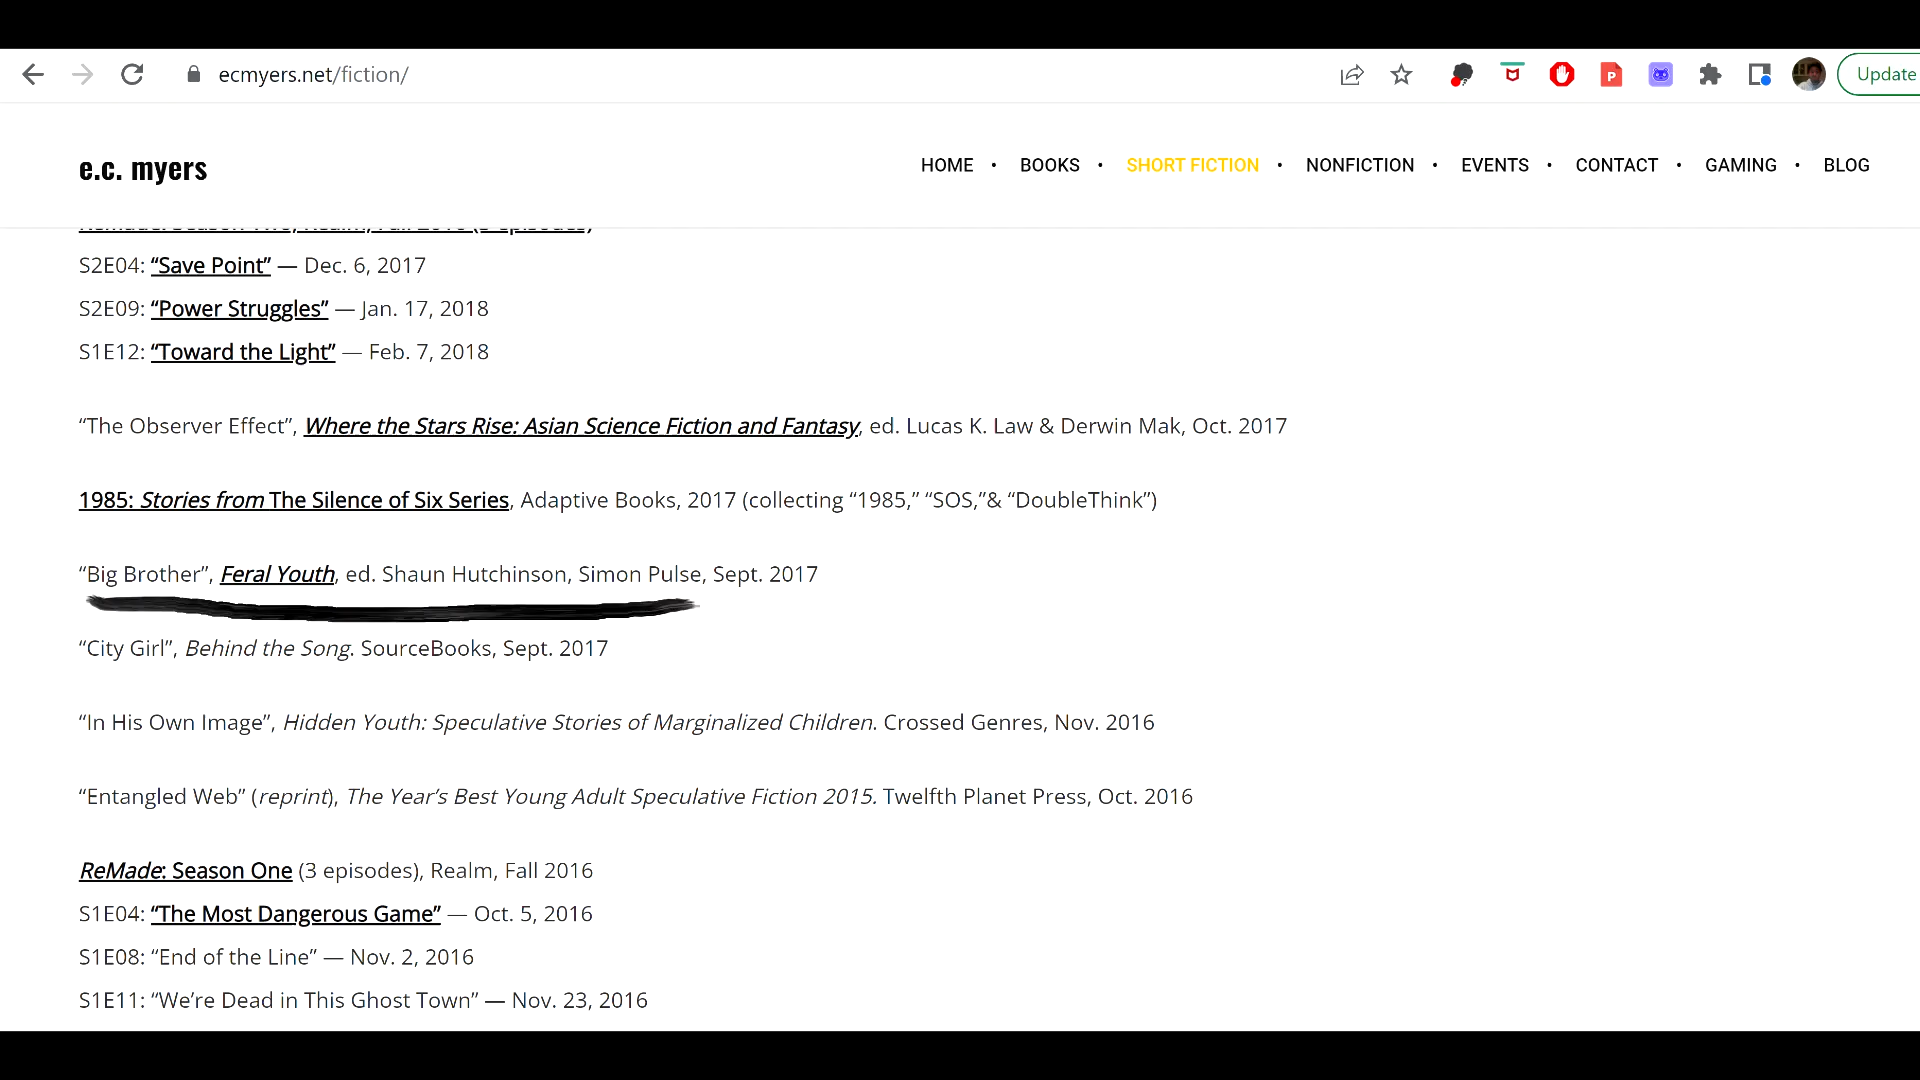 ecmyers.net/fiction/
Update
e.c. myers
HOME • BOOKS • SHORT FICTION • NONFICTION • EVENTS • CONTACT • GAMING • BLOG
S2E04: “Save Point” — Dec. 6, 2017
S2E09: “Power Struggles” — Jan. 17, 2018
S1E12: “Toward the Light” — Feb. 7, 2018
“The Observer Effect”, Where the Stars Rise: Asian Science Fiction and Fantasy, ed. Lucas K. Law & Derwin Mak, Oct. 2017
1985: Stories from The Silence of Six Series, Adaptive Books, 2017 (collecting “1985,” “SOS,”& “DoubleThink”)
“Big Brother”, Feral Youth, ed. Shaun Hutchinson, Simon Pulse, Sept. 2017
“City Girl”, Behind the Song. SourceBooks, Sept. 2017
“In His Own Image”, Hidden Youth: Speculative Stories of Marginalized Children. Crossed Genres, Nov. 2016
“Entangled Web” (reprint), The Year’s Best Young Adult Speculative Fiction 2015. Twelfth Planet Press, Oct. 2016
ReMade: Season One (3 episodes), Realm, Fall 2016
S1E04: “The Most Dangerous Game” — Oct. 5, 2016
S1E08: “End of the Line” — Nov. 2, 2016
S1E11: “We’re Dead in This Ghost Town” — Nov. 23, 2016